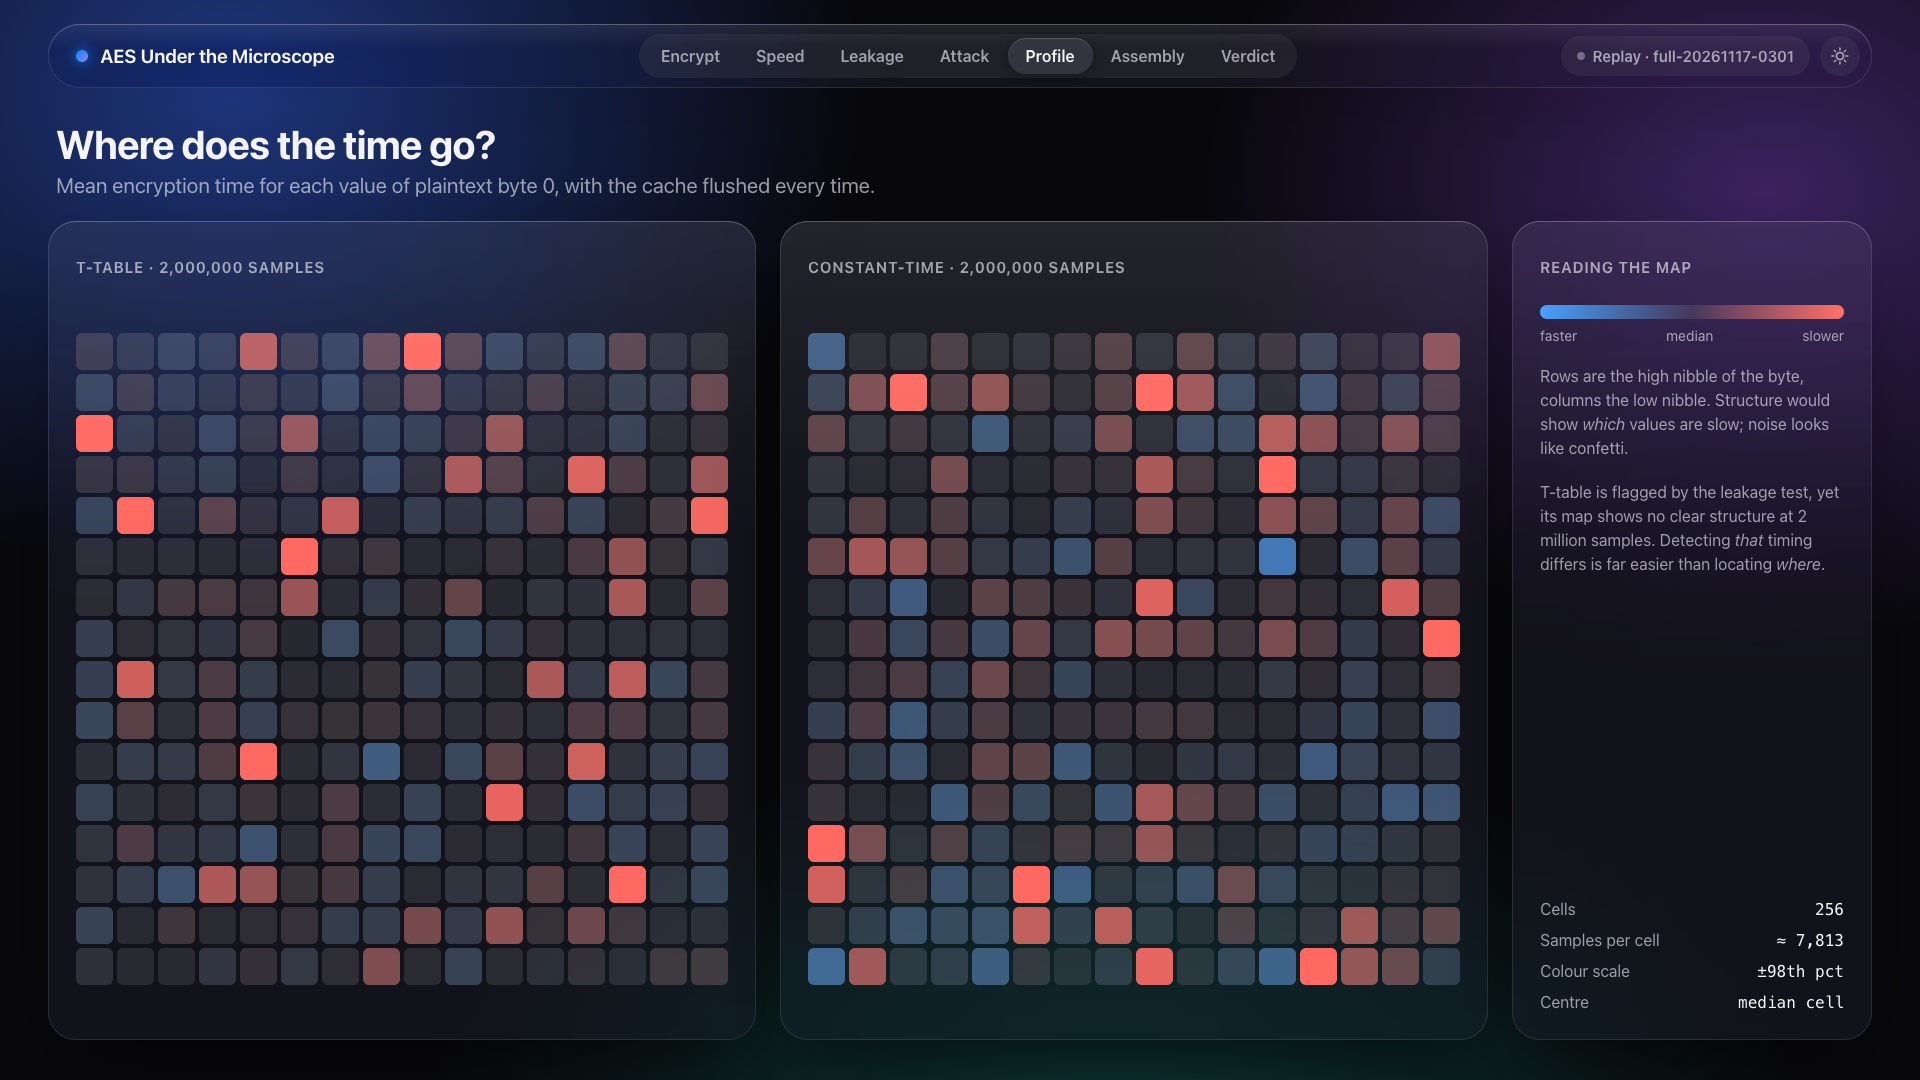 AES Under the Microscope
Encrypt
Speed
Leakage
Attack
Profile
Assembly
Verdict
Replay · full-20261117-0301
Where does the time go?
Mean encryption time for each value of plaintext byte 0, with the cache flushed every time.
T-TABLE · 2,000,000 SAMPLES
CONSTANT-TIME · 2,000,000 SAMPLES
READING THE MAP
faster
median
slower
Rows are the high nibble of the byte,
columns the low nibble. Structure would
show which values are slow; noise looks
like confetti.
T-table is flagged by the leakage test, yet
its map shows no clear structure at 2
million samples. Detecting that timing
differs is far easier than locating where.
Cells 256
Samples per cell ≈ 7,813
Colour scale ±98th pct
Centre median cell